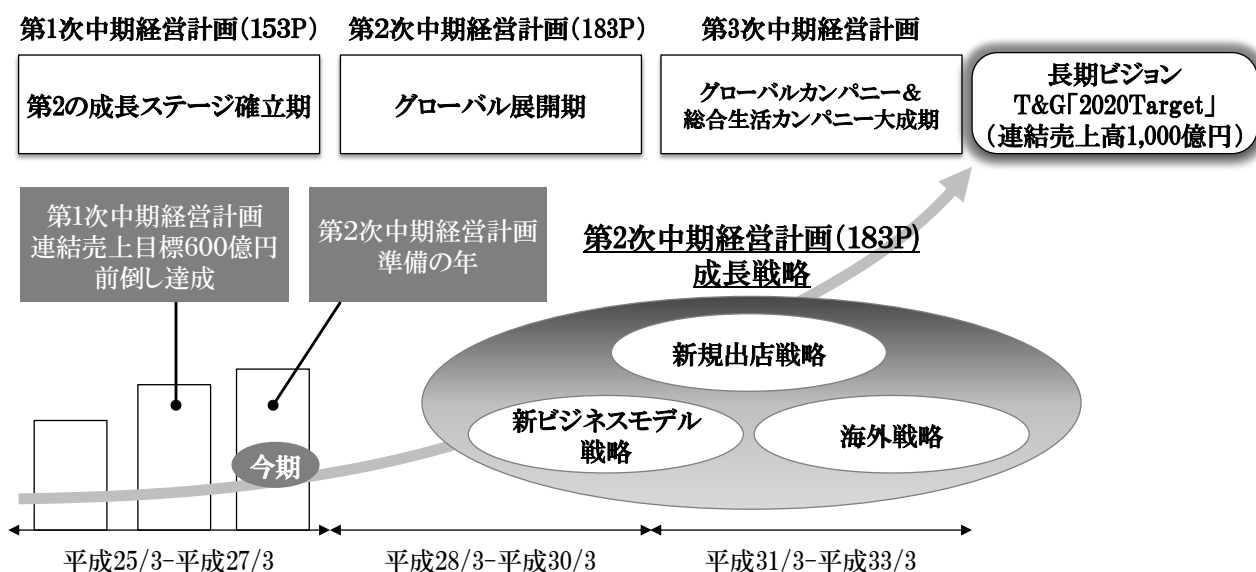 第1次中期経営計画(153P)
第2次中期経営計画(183P)
第3次中期経営計画
第2の成長ステージ確立期
グローバル展開期
グローバルカンパニー&
総合生活カンパニー大成期
長期ビジョン
T&G「2020Target」
(連結売上高1,000億円)
第1次中期経営計画
連結売上目標600億円
前倒し達成
第2次中期経営計画
準備の年
第2次中期経営計画(183P)
成長戦略
新規出店戦略
新ビジネスモデル
戦略
海外戦略
今期
平成25/3-平成27/3
平成28/3-平成30/3
平成31/3-平成33/3